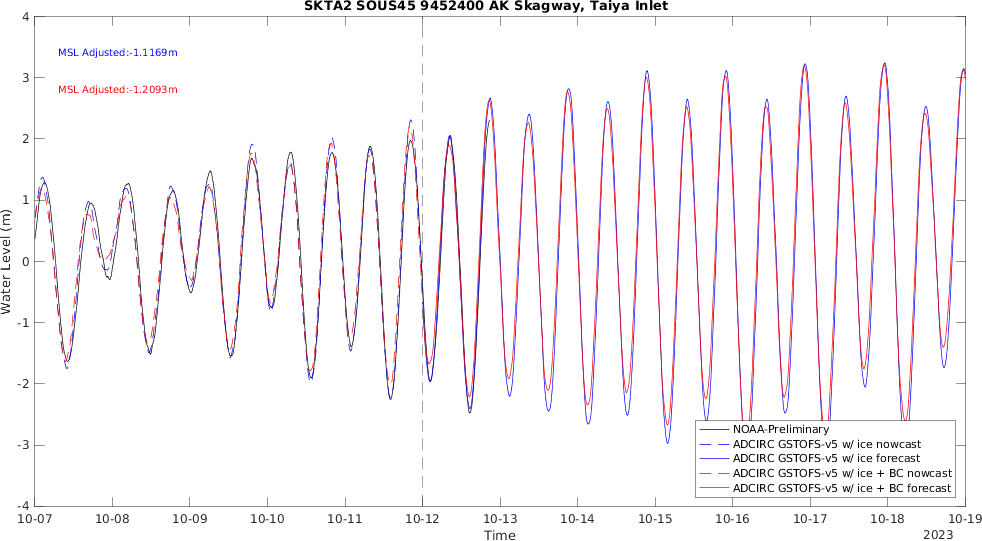 SKTA2 SOUS45 9452400 AK Skagway, Taiya Inlet
MSL Adjusted:-1.1169m
MSL Adjusted:-1.2093m
Water Level (m)
4
3
2
1
0
-1
-2
-3
-4
NOAA-Preliminary
ADCIRC GSTOFS-v5 w/ ice nowcast
ADCIRC GSTOFS-v5 w/ ice forecast
ADCIRC GSTOFS-v5 w/ ice + BC nowcast
ADCIRC GSTOFS-v5 w/ ice + BC forecast
10-07 10-08 10-09 10-10 10-11 10-12 10-13 10-14 10-15 10-16 10-17 10-18 10-19
Time
2023